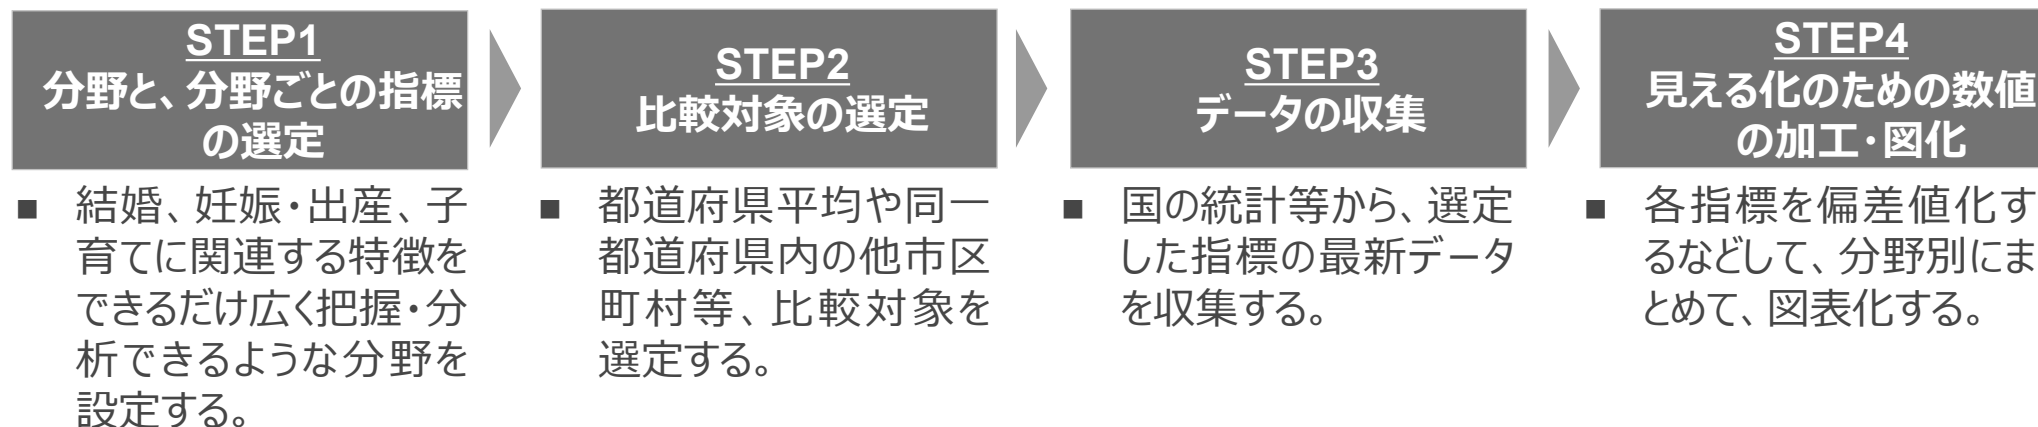 STEP1
分野と、分野ごとの指標
の選定
■ 結婚、妊娠・出産、子
育てに関連する特徴を
できるだけ広く把握・分
析できるような分野を
設定する。
STEP2
比較対象の選定
■ 都道府県平均や同一
都道府県内の他市区
町村等、比較対象を
選定する。
STEP3
データの収集
■ 国の統計等から、選定
した指標の最新データ
を収集する。
STEP4
見える化のための数値
の加工・図化
■ 各指標を偏差値化す
るなどして、分野別にま
とめて、図表化する。